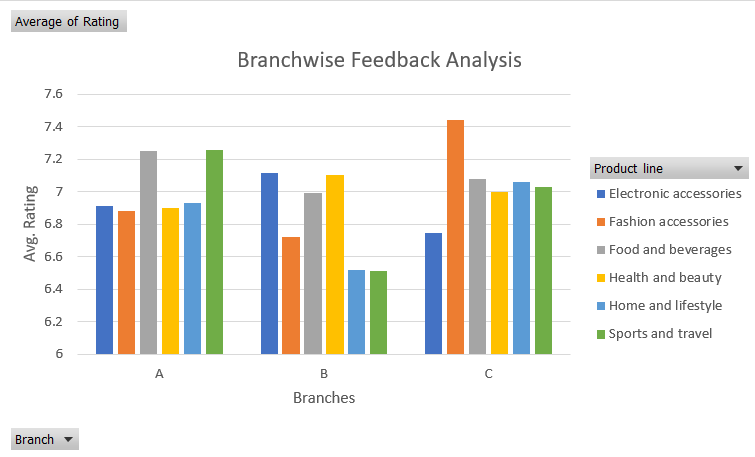 Average of Rating
Branchwise Feedback Analysis
7.6
7.4
7.2
7
6.8
6.6
6.4
6.2
6
Avg. Rating
A
B
C
Branches
Product line
Electronic accessories
Fashion accessories
Food and beverages
Health and beauty
Home and lifestyle
Sports and travel
Branch